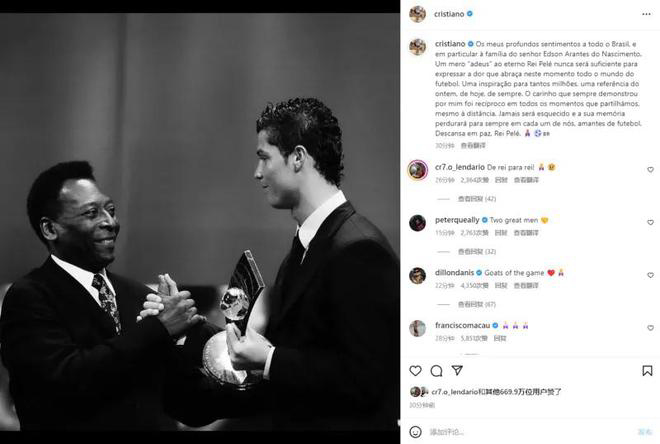 cristiano
cristiano Os meus profundos sentimentos a todo o Brasil, e
em particular à família do senhor Edson Arantes do Nascimento.
Um mero "adeus" ao eterno Rei Pelé nunca será suficiente para
expressar a dor que abraça neste momento todo o mundo do
futebol. Uma inspiração para tantos milhões, uma referência do
ontem, de hoje, de sempre. O carinho que sempre demonstrou
por mim foi recíproco em todos os momentos que partilhámos,
mesmo à distância. Jamais será esquecido e a sua memória
perdurará para sempre em cada um de nós, amantes de futebol.
Descansa em paz, Rei Pelé. 🙏🏼 ⚽
30分钟 查看翻译
cr7.o_lendario De rei para rei! 🙏🏼 😢
26分钟 2,364次赞 回复 查看翻译
查看回复 (42)
peterqueally Two great men
15分钟 2,763次赞 回复 查看翻译
查看回复 (32)
dillondanis Goats of the game ❤️ 🙏🏼
22分钟 4,350次赞 回复 查看翻译
查看回复 (67)
franciscomacau 🙏🏼 🙏🏼 🙏🏼
28分钟 5,851次赞 回复
cr7.o_lendario和其他669.9万位用户赞了
30分钟前
添加评论...
发布